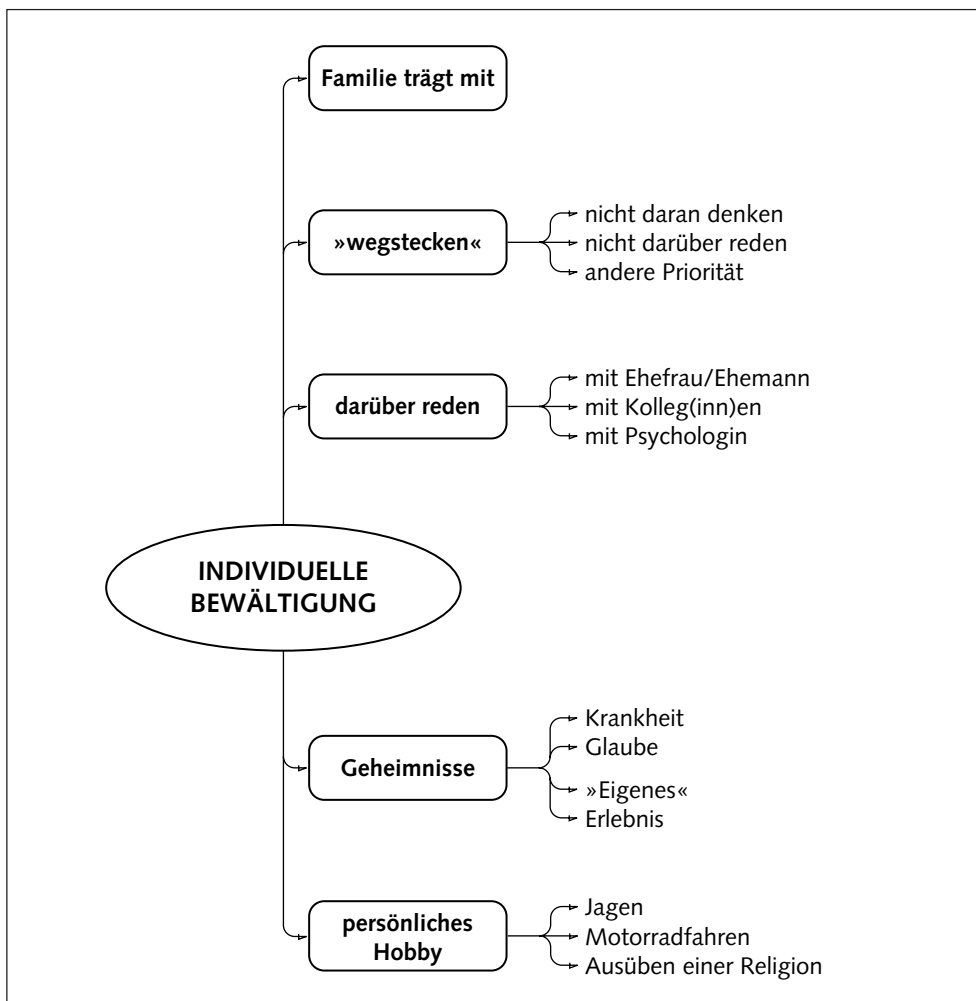 Familie trägt mit
»wegstecken«
nicht daran denken
nicht darüber reden
andere Priorität
darüber reden
mit Ehefrau/Ehemann
mit Kolleg(inn)en
mit Psychologin
INDIVIDUELLE
BEWÄLTIGUNG
Geheimnisse
Krankheit
Glaube
»Eigenes«
Erlebnis
persönliches
Hobby
Jagen
Motorradfahren
Ausüben einer Religion